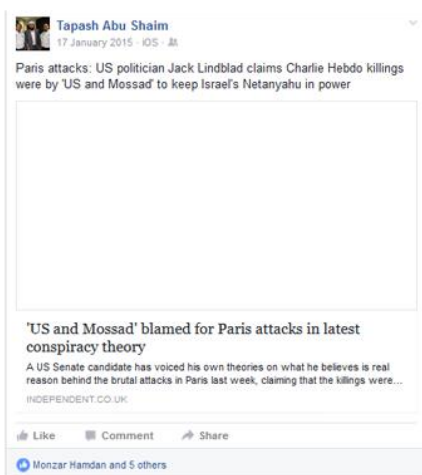 Tapash Abu Shaim
17 January 2015 · iOS ·
Paris attacks: US politician Jack Lindblad claims Charlie Hebdo killings
were by 'US and Mossad' to keep Israel's Netanyahu in power
'US and Mossad' blamed for Paris attacks in latest
conspiracy theory
A US Senate candidate has voiced his own theories on what he believes is real
reason behind the brutal attacks in Paris last week, claiming that the killings were...
INDEPENDENT.CO.UK
Like Comment Share
Monzar Hamdan and 5 others